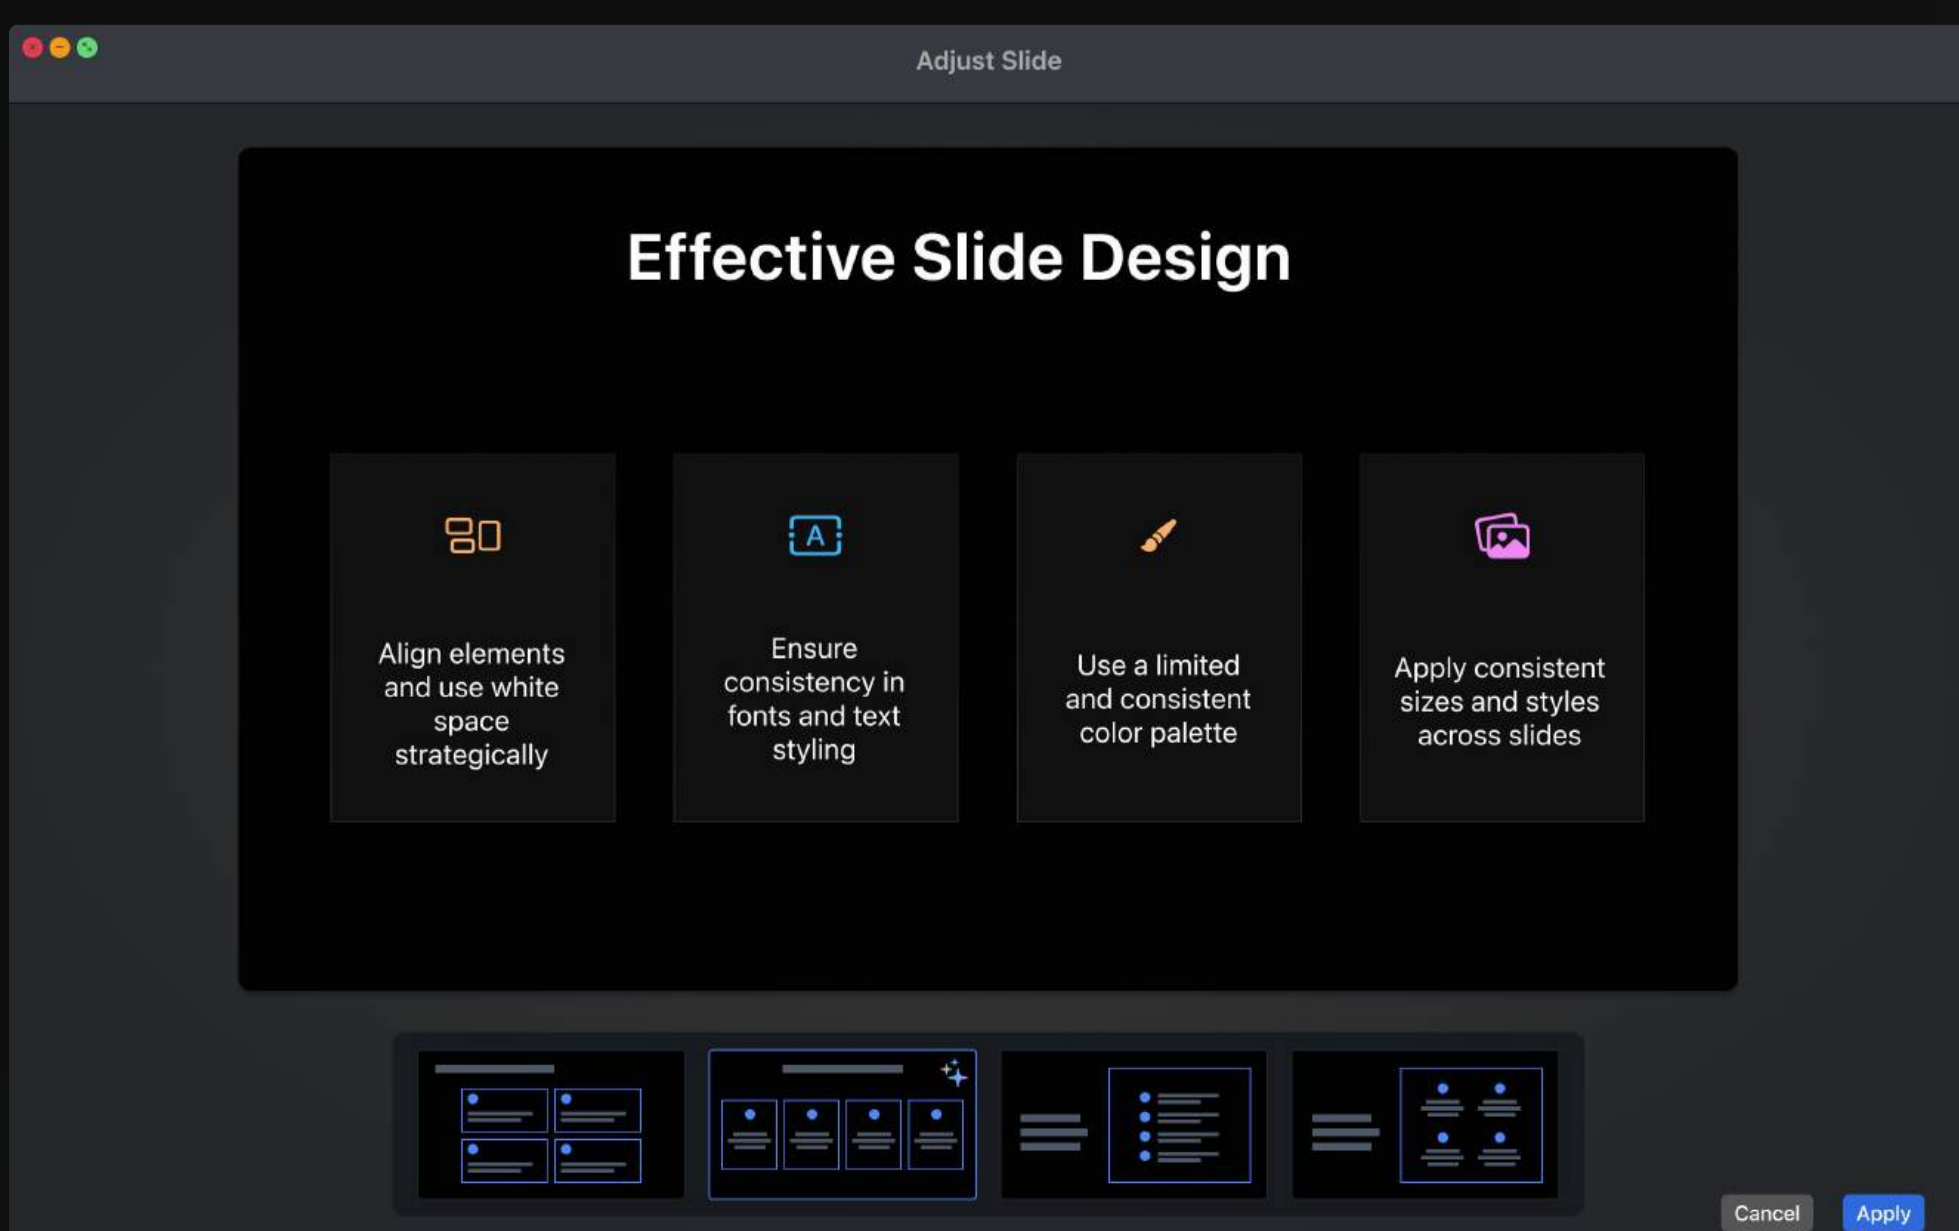 Adjust Slide
Effective Slide Design
Align elements
and use white
space
strategically
A
Ensure
consistency in
fonts and text
styling
Use a limited
and consistent
color palette
Apply consistent
sizes and styles
across slides
Cancel
Apply